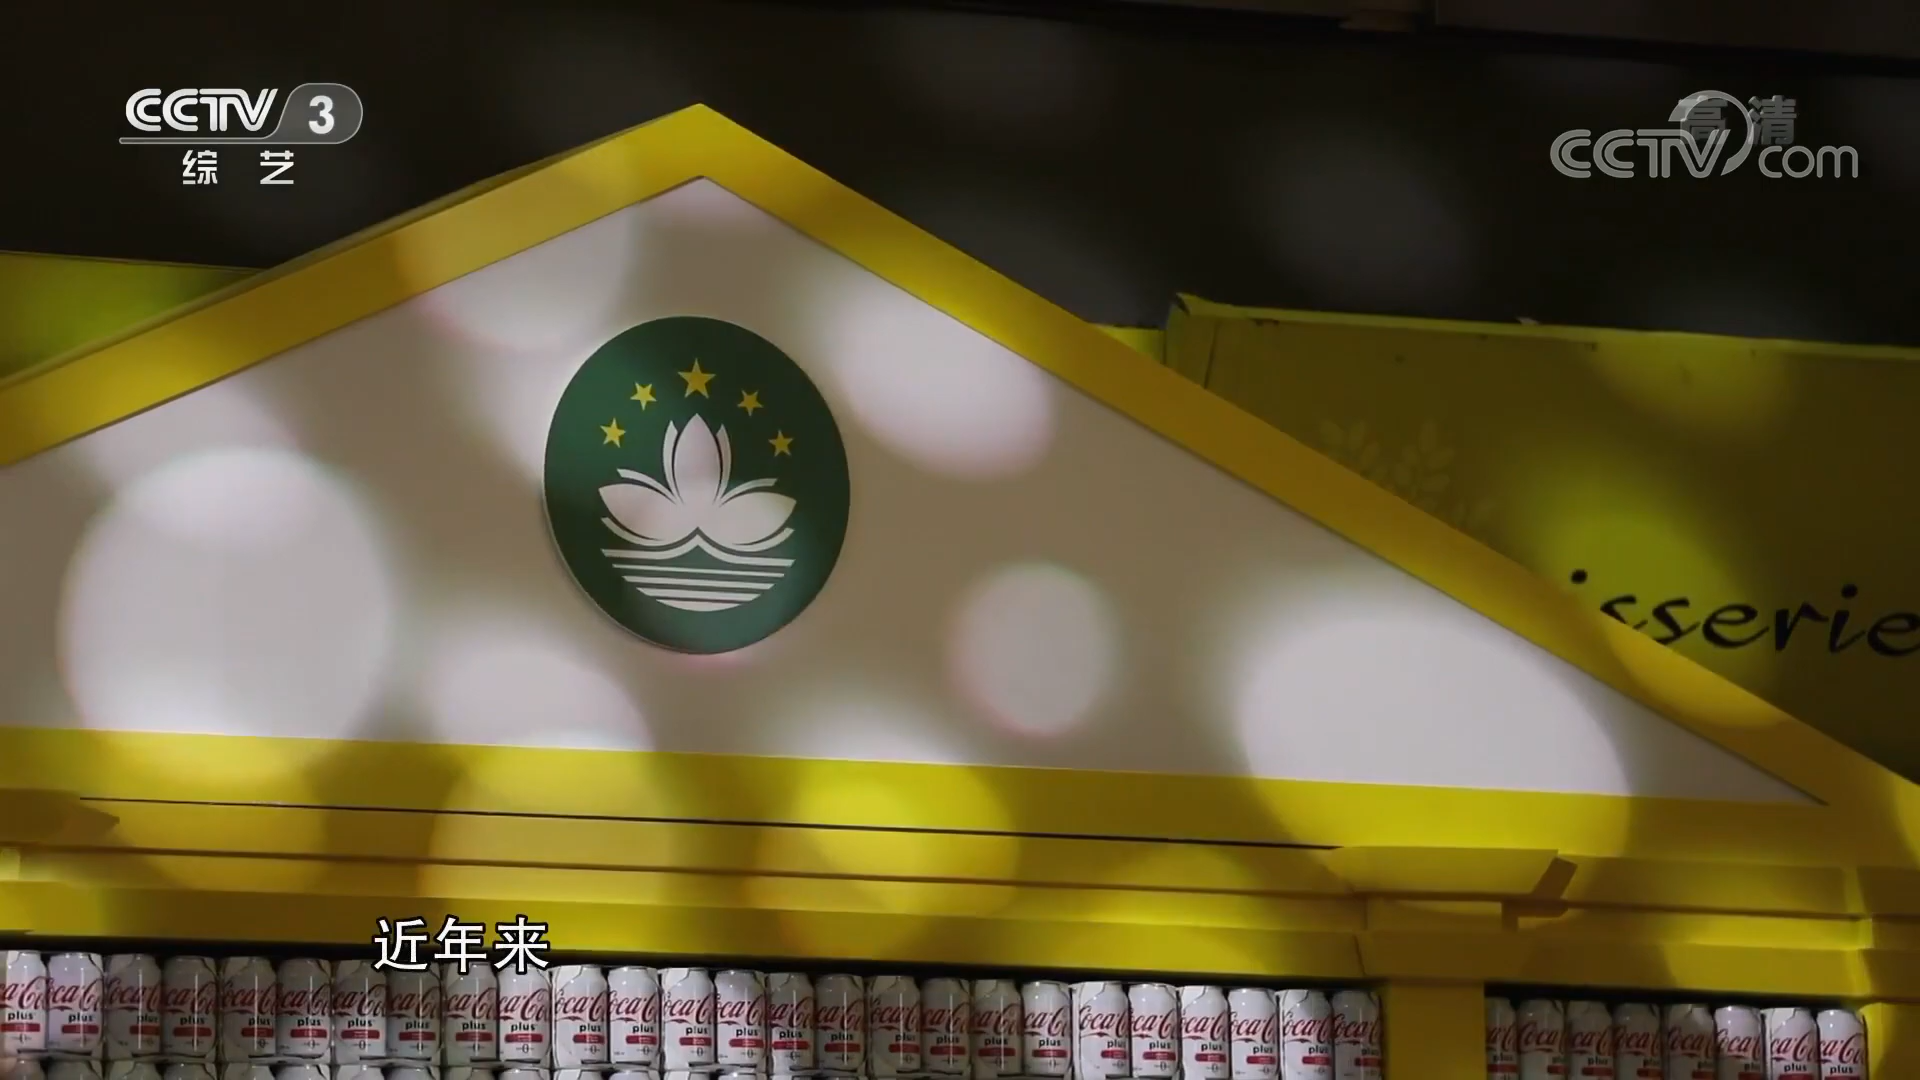 CCTV 3
综 艺
高清
CCTV.com
isserie
近年来
Coca-Cola plus